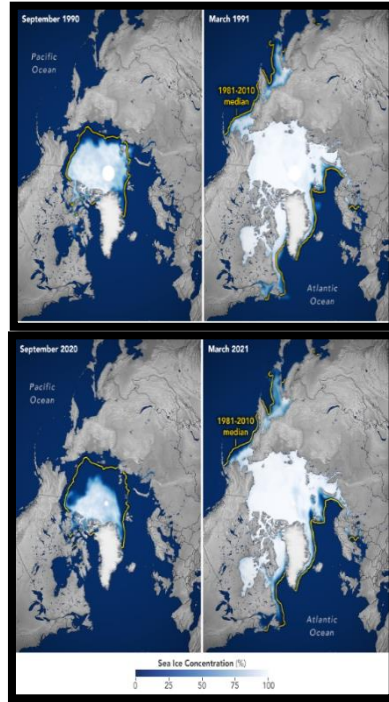 September 1990
March 1991
Pacific
Ocean
1981-2010
median
Atlantic
Ocean
September 2020
March 2021
Pacific
Ocean
1981-2010
median
Atlantic
Ocean
Sea Ice Concentration (%)
0 25 50 75 100